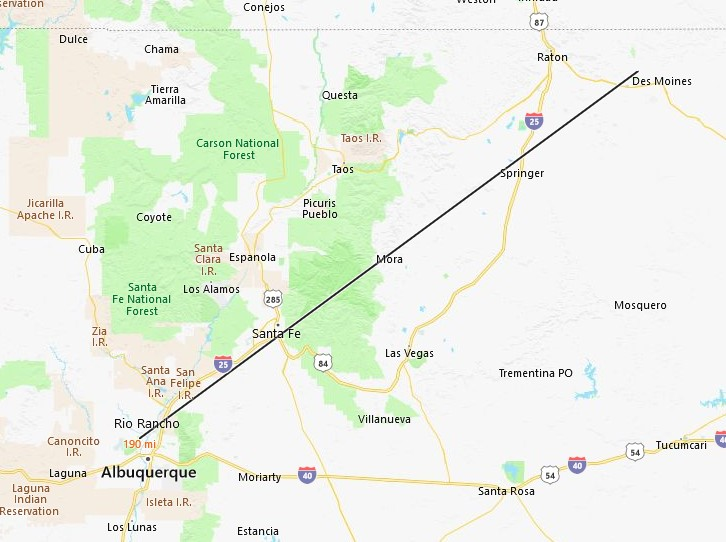 Conejos
Weston
Trinidad
servation
87
Dulce
Chama
Raton
Des Moines
Tierra
Amarilla
Questa
25
Carson National
Forest
Taos I.R.
Taos
Springer
Jicarilla
Apache I.R.
Coyote
Picuris
Pueblo
Cuba
Santa
Clara
I.R.
Espanola
Mora
Santa
Fe National
Forest
Los Alamos
285
Mosquero
Zia
I.R.
Santa Fe
25
84
Las Vegas
Santa
Ana
I.R.
San
Felipe
I.R.
Trementina PO
Rio Rancho
Villanueva
190 mi
Canoncito
I.R.
Tucumcari
40
Laguna
Albuquerque
Moriarty
40
54
40
54
Santa Rosa
Laguna
Indian
Reservation
Isleta I.R.
Los Lunas
Estancia